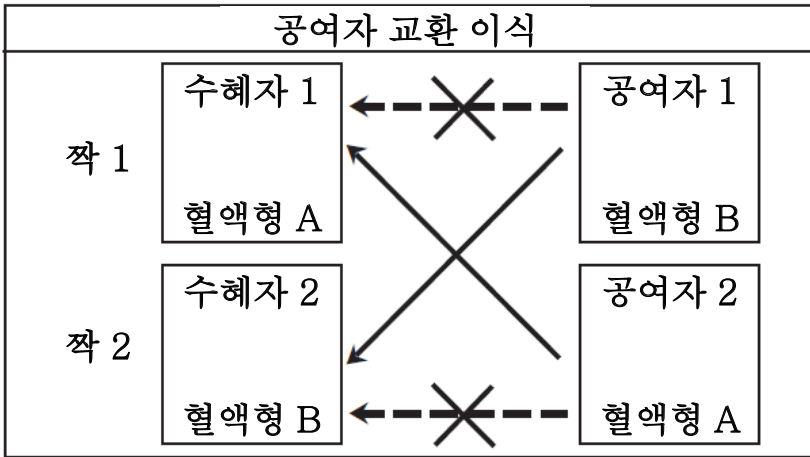 공여자 교환 이식
짝 1
수혜자 1
혈액형 A
공여자 1
혈액형 B
짝 2
수혜자 2
혈액형 B
공여자 2
혈액형 A